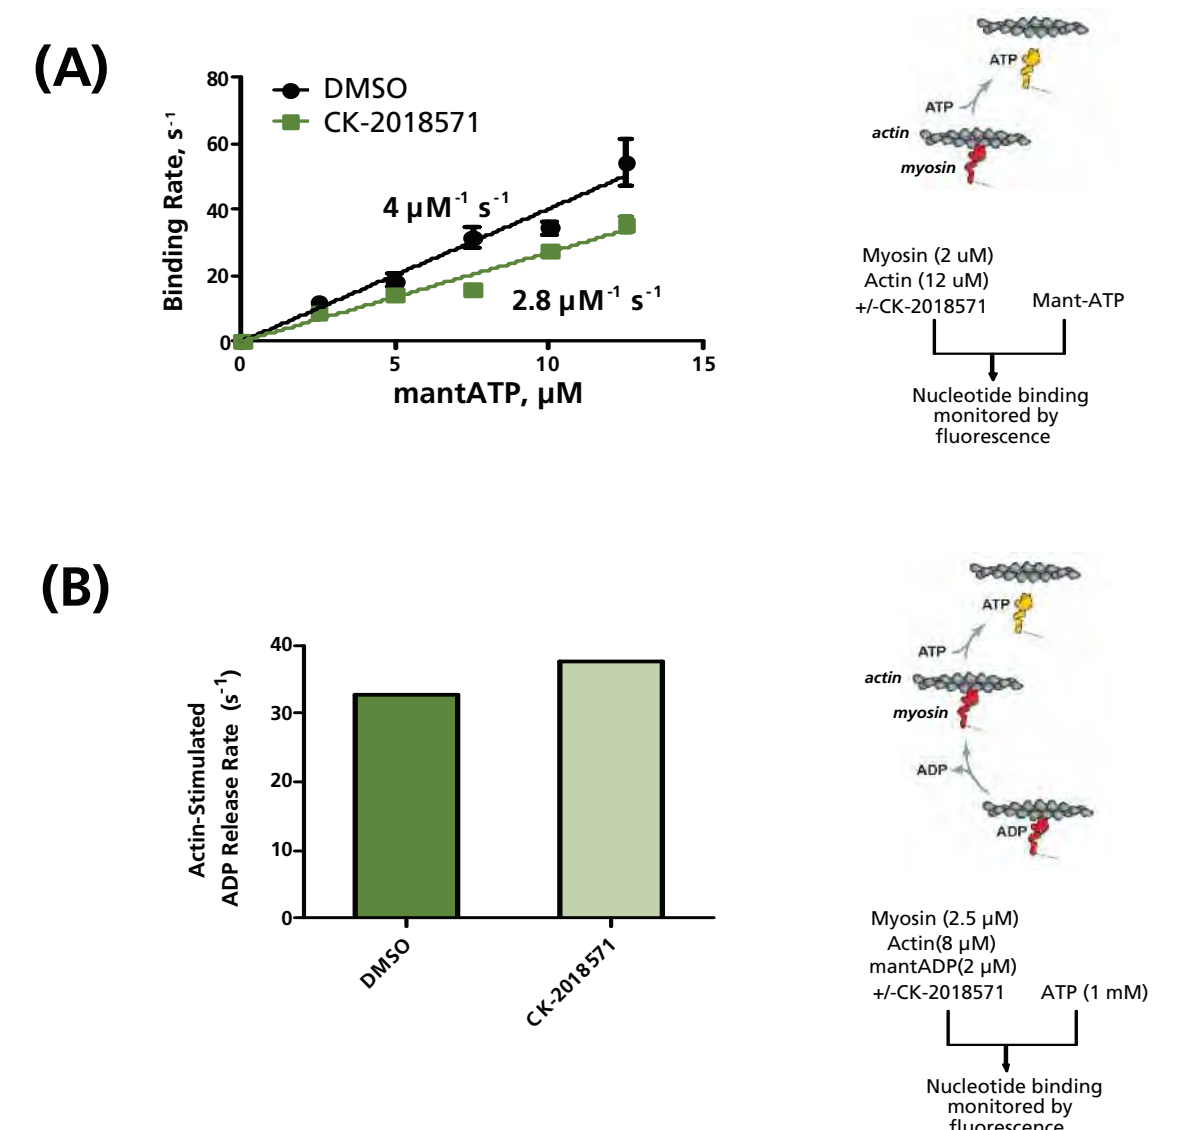 (A)
80
60
40
20
0
Binding Rate, s-1
DMSO
CK-2018571
4 µM-1 s-1
2.8 µM-1 s-1
0
5
10
15
mantATP, µM
ATP
ATP
actin
myosin
Myosin (2 uM)
Actin (12 uM)
+/-CK-2018571
Mant-ATP
Nucleotide binding
monitored by
fluorescence
(B)
40
30
20
10
0
Actin-Stimulated
ADP Release Rate (s-1)
DMSO
CK-2018571
ATP
ATP
actin
myosin
ADP
ADP
Myosin (2.5 µM)
Actin(8 µM)
mantADP(2 µM)
+/-CK-2018571
ATP (1 mM)
Nucleotide binding
monitored by
fluorescence